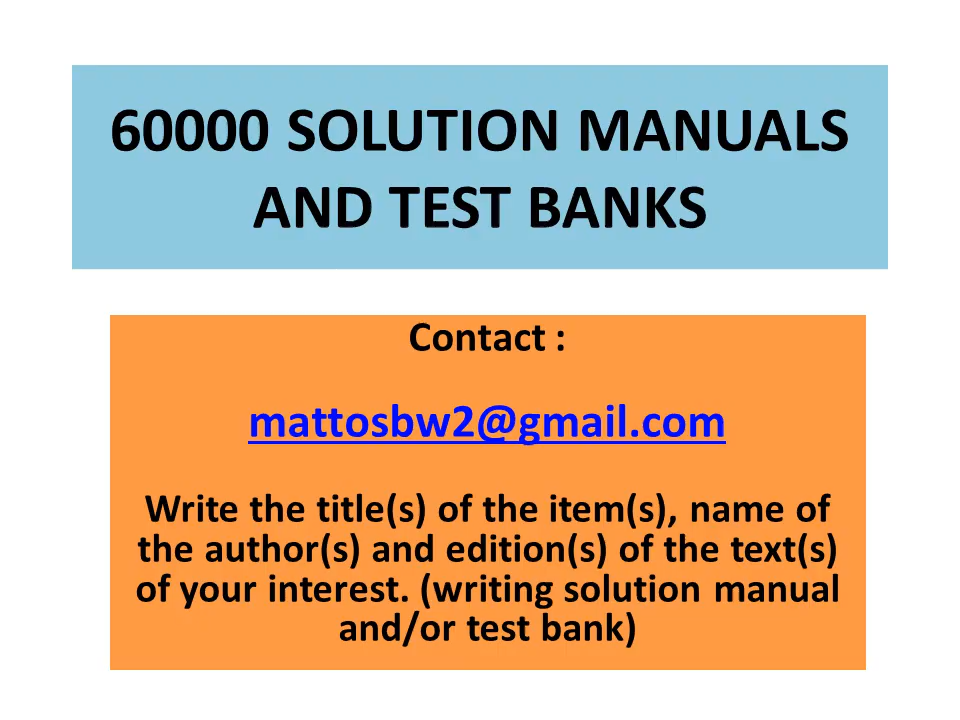 60000 SOLUTION MANUALS
AND TEST BANKS
Contact :
mattosbw2@gmail.com
Write the title(s) of the item(s), name of
the author(s) and edition(s) of the text(s)
of your interest. (writing solution manual
and/or test bank)